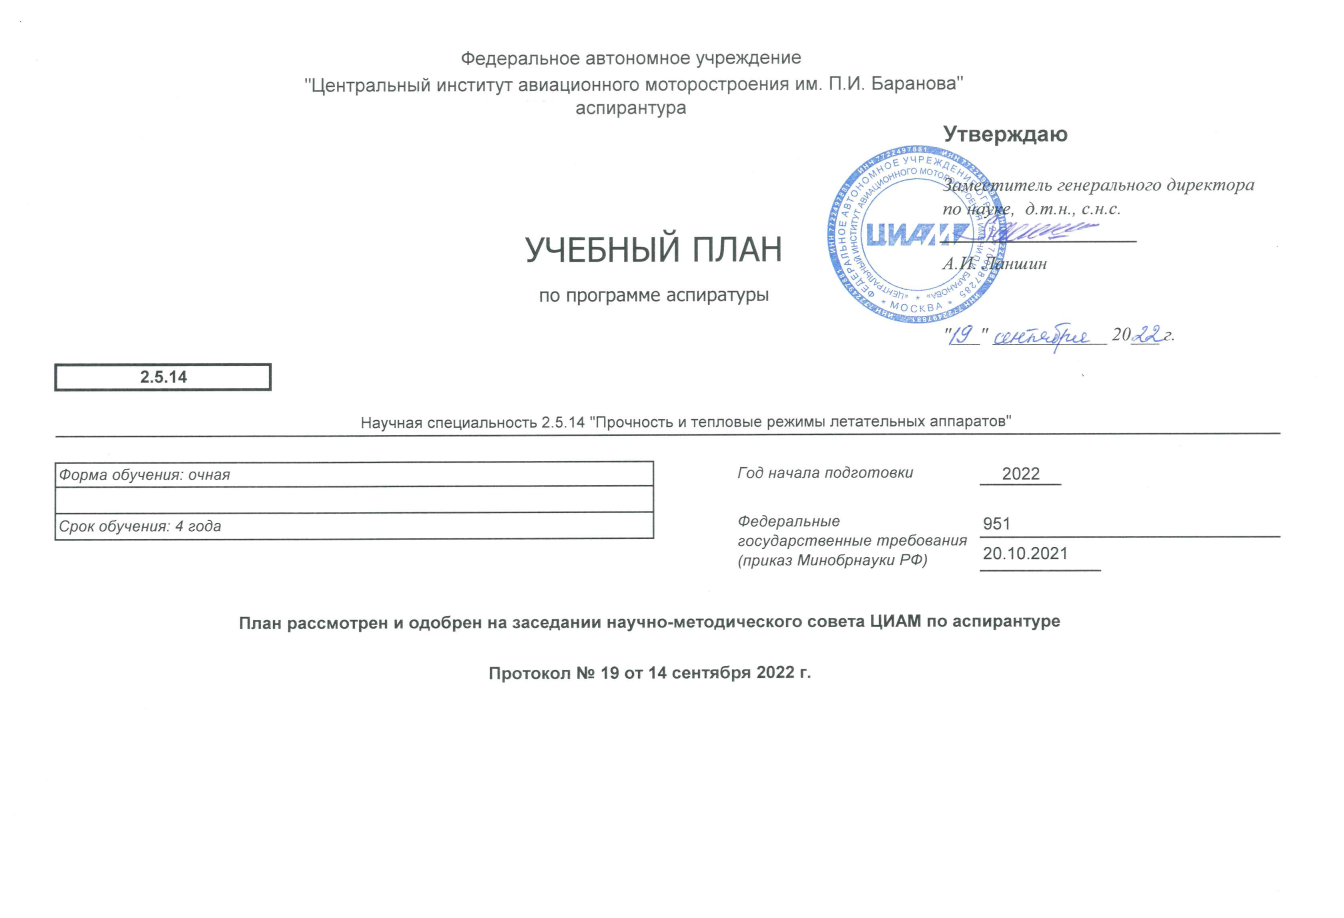 Федеральное автономное учреждение
"Центральный институт авиационного моторостроения им. П.И. Баранова"
аспирантура
Утверждаю
Заместитель генерального директора
по науке, д.т.н., с.н.с.
А.И. Ланшин
"19" сентября 2022 г.
ФЕДЕРАЛЬНОЕ АВТОНОМНОЕ УЧРЕЖДЕНИЕ
ЦИАМ
* МОСКВА *
УЧЕБНЫЙ ПЛАН
по программе аспиратуры
2.5.14
Научная специальность 2.5.14 "Прочность и тепловые режимы летательных аппаратов"
Форма обучения: очная
Срок обучения: 4 года
Год начала подготовки 2022
Федеральные
государственные требования
(приказ Минобрнауки РФ)
951
20.10.2021
План рассмотрен и одобрен на заседании научно-методического совета ЦИАМ по аспирантуре
Протокол № 19 от 14 сентября 2022 г.